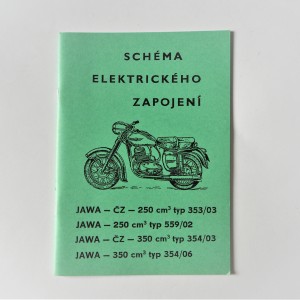 SCHÉMA
ELEKTRICKÉHO
ZAPOJENÍ
JAWA – ČZ – 250 cm³ typ 353/03
JAWA – 250 cm³ typ 559/02
JAWA – ČZ – 350 cm³ typ 354/03
JAWA – 350 cm³ typ 354/06